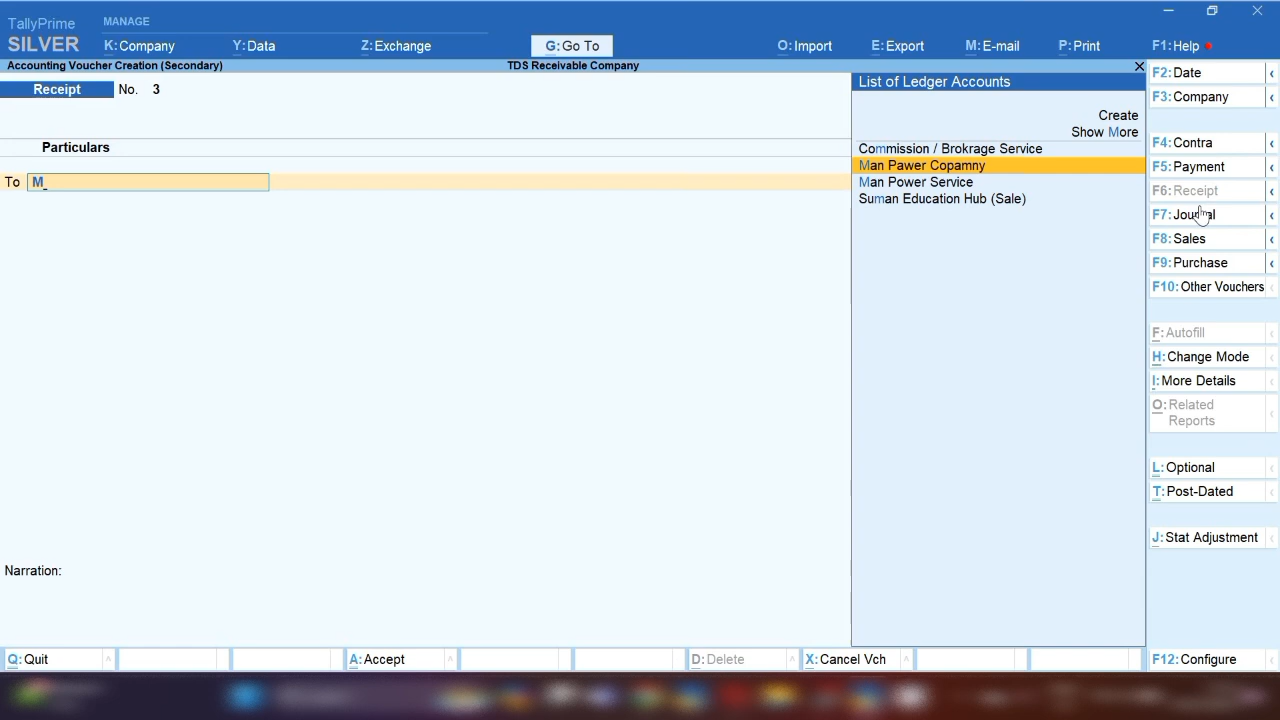 TallyPrime
MANAGE
SILVER
K:Company
Y:Data
Z:Exchange
G:Go To
O:Import
E:Export
M:E-mail
P:Print
F1:Help
Accounting Voucher Creation (Secondary)
TDS Receivable Company
Receipt No. 3
Particulars
To M
List of Ledger Accounts
Create
Show More
Commission / Brokrage Service
Man Pawer Copamny
Man Power Service
Suman Education Hub (Sale)
F2:Date
F3:Company
F4:Contra
F5:Payment
F6:Receipt
F7:Journal
F8:Sales
F9:Purchase
F10:Other Vouchers
F:Autofill
H:Change Mode
I:More Details
O:Related
Reports
L:Optional
T:Post-Dated
J:Stat Adjustment
Narration:
Q:Quit
A:Accept
D:Delete
X:Cancel Vch
F12:Configure